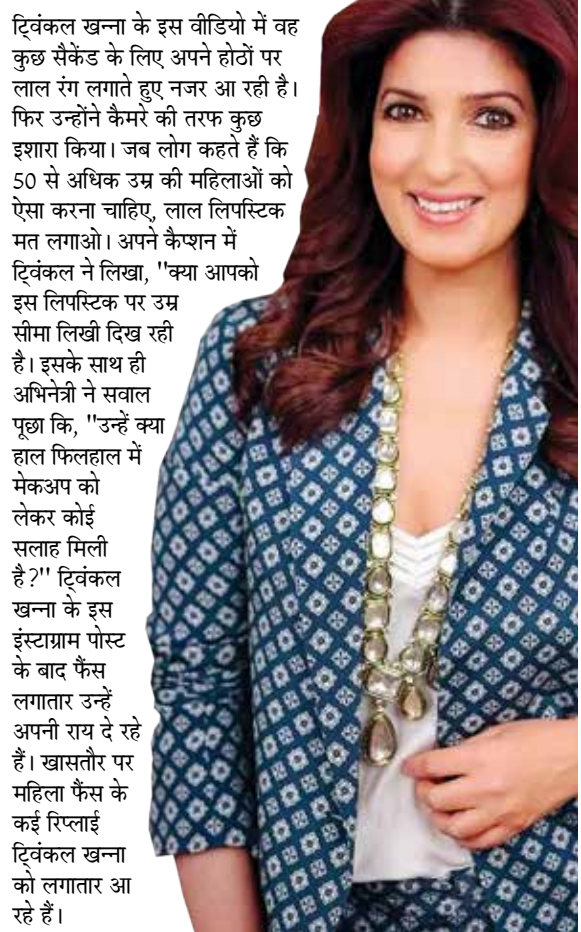 ट्विंकल खन्ना के इस वीडियो में वह
कुछ सैकेंड के लिए अपने होठों पर
लाल रंग लगाते हुए नजर आ रही है।
फिर उन्होंने कैमरे की तरफ कुछ
इशारा किया। जब लोग कहते हैं कि
50 से अधिक उम्र की महिलाओं को
ऐसा करना चाहिए, लाल लिपस्टिक
मत लगाओ। अपने कैप्शन में
ट्विंकल ने लिखा, ''क्या आपको
इस लिपस्टिक पर उम्र
सीमा लिखी दिख रही
है। इसके साथ ही
अभिनेत्री ने सवाल
पूछा कि, ''उन्हें क्या
हाल फिलहाल में
मेकअप को
लेकर कोई
सलाह मिली
है?'' ट्विंकल
खन्ना के इस
इंस्टाग्राम पोस्ट
के बाद फैंस
लगातार उन्हें
अपनी राय दे रहे
हैं। खासतौर पर
महिला फैंस के
कई रिप्लाई
ट्विंकल खन्ना
को लगातार आ
रहे हैं।